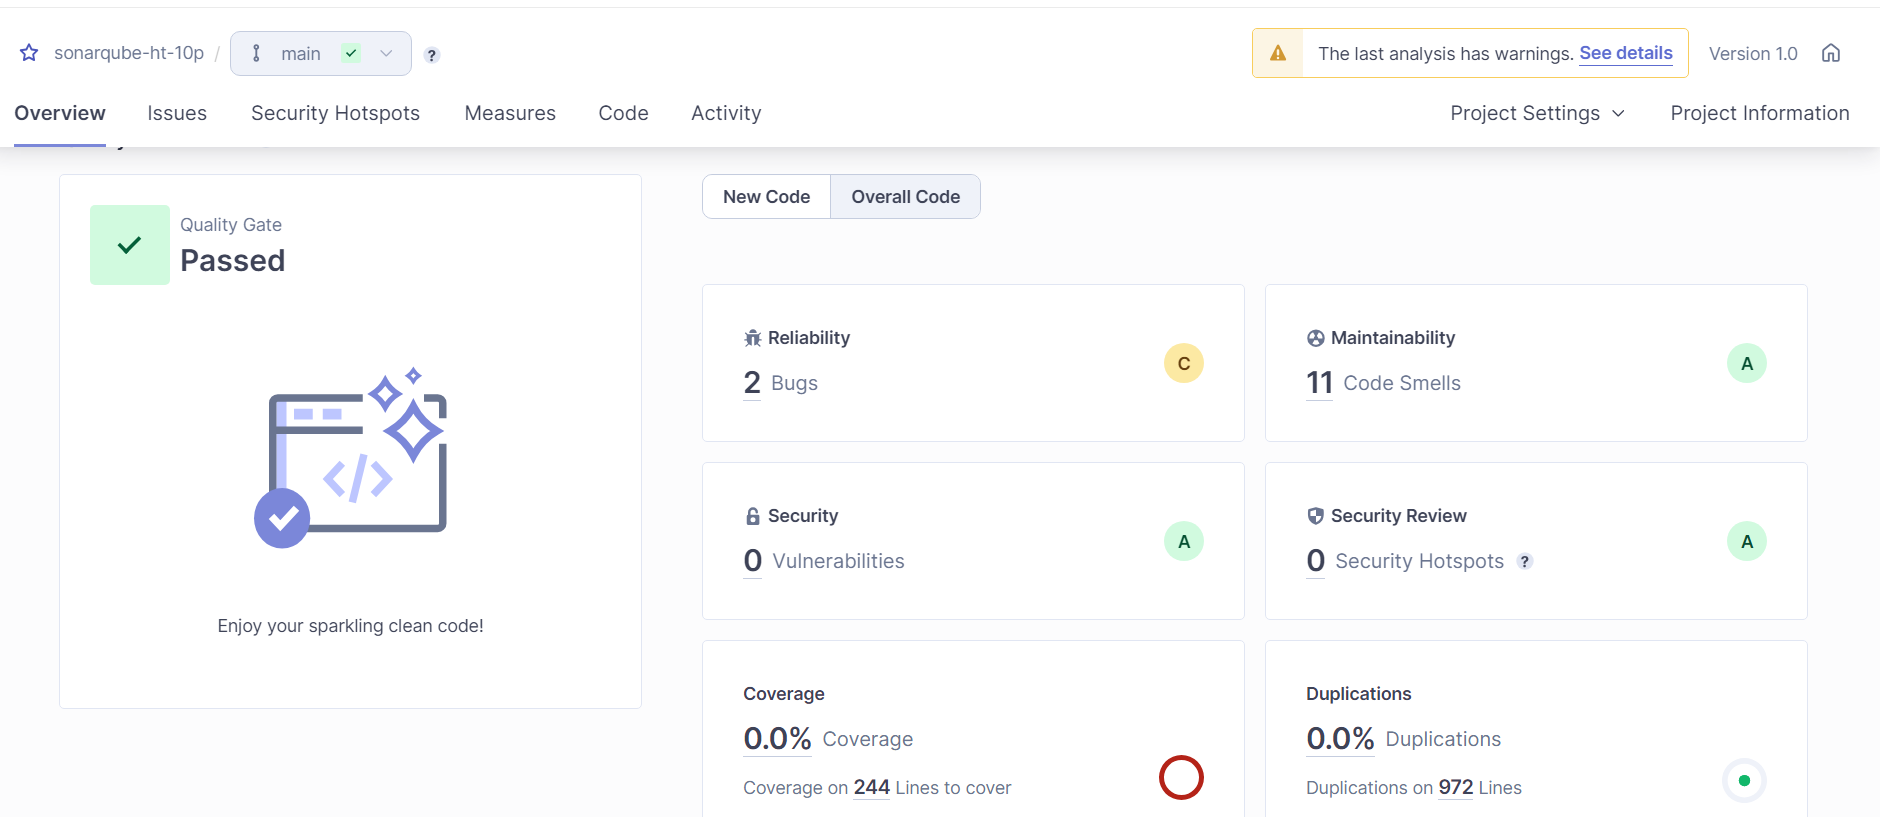 sonarqube-ht-10p / main ?
The last analysis has warnings. See details Version 1.0
Overview Issues Security Hotspots Measures Code Activity Project Settings Project Information
Quality Gate
Passed
Enjoy your sparkling clean code!
New Code Overall Code
Reliability
2 Bugs
C
Maintainability
11 Code Smells
A
Security
0 Vulnerabilities
A
Security Review
0 Security Hotspots ?
A
Coverage
0.0% Coverage
Coverage on 244 Lines to cover
Duplications
0.0% Duplications
Duplications on 972 Lines